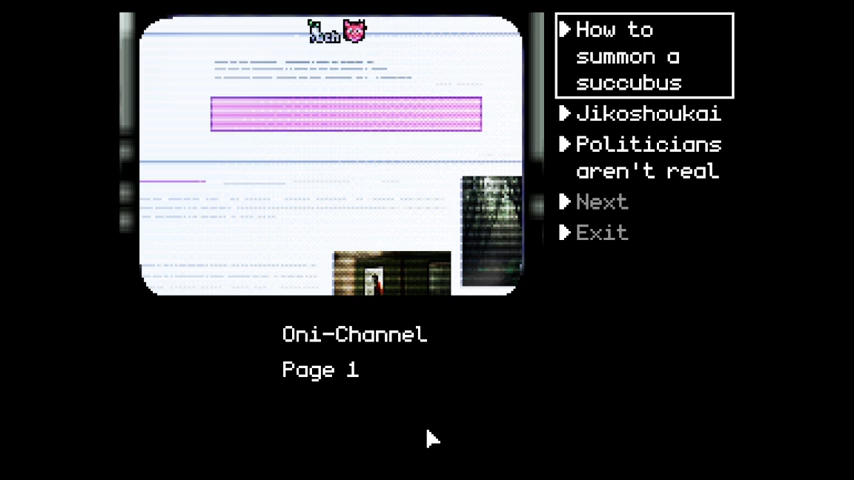 How to
summon a
succubus
Jikoshoukai
Politicians
aren't real
Next
Exit
Oni-Channel
Page 1